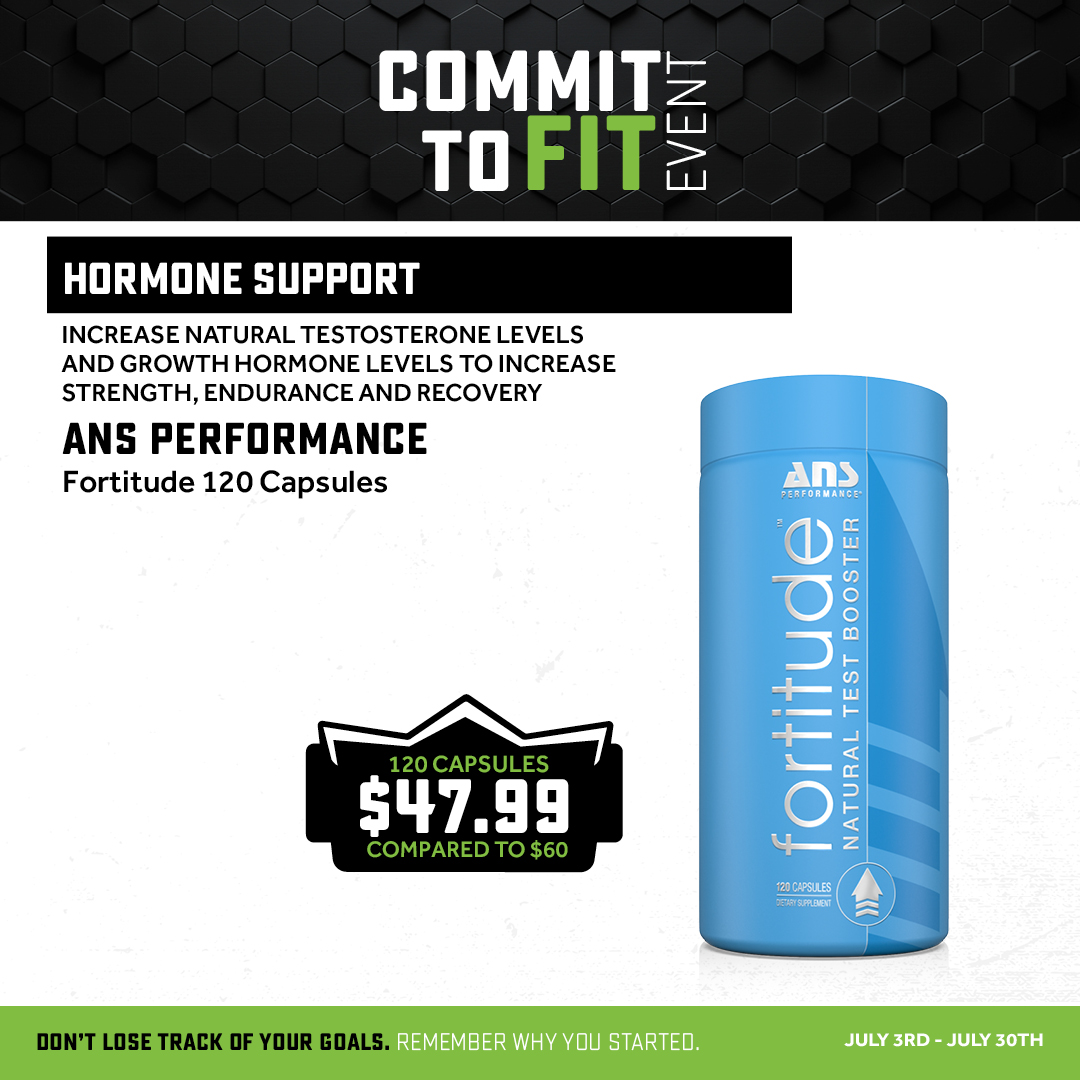 COMMIT
TO FIT
EVENT
HORMONE SUPPORT
INCREASE NATURAL TESTOSTERONE LEVELS
AND GROWTH HORMONE LEVELS TO INCREASE
STRENGTH, ENDURANCE AND RECOVERY
ANS PERFORMANCE
Fortitude 120 Capsules
ANS
PERFORMANCE®
fortitude™
NATURAL TEST BOOSTER
120 CAPSULES
DIETARY SUPPLEMENT
120 CAPSULES
$47.99
COMPARED TO $60
DON'T LOSE TRACK OF YOUR GOALS. REMEMBER WHY YOU STARTED.
JULY 3RD - JULY 30TH